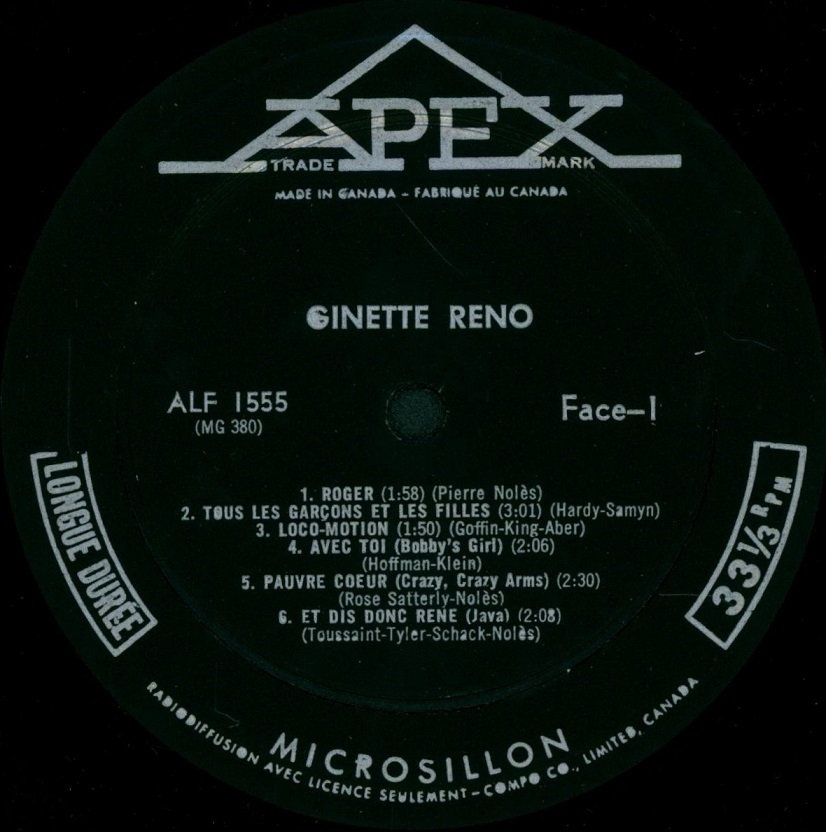 APEX
TRADE MARK
MADE IN CANADA – FABRIQUÉ AU CANADA
GINETTE RENO
ALF 1555
(MG 380)
Face–1
1. ROGER (1:58) (Pierre Nolès)
2. TOUS LES GARÇONS ET LES FILLES (3:01) (Hardy-Samyn)
3. LOCO-MOTION (1:50) (Goffin-King-Aber)
4. AVEC TOI (Bobby's Girl) (2:06)
(Hoffman-Klein)
5. PAUVRE COEUR (Crazy, Crazy Arms) (2:30)
(Rose Satterly-Nolès)
6. ET DIS DONC RENE (Java) (2:08)
(Toussaint-Tyler-Schack-Nolès)
LONGUE DURÉE
33⅓ RPM
MICROSILLON
RADIODIFFUSION AVEC LICENCE SEULEMENT–COMPO CO., LIMITED, CANADA